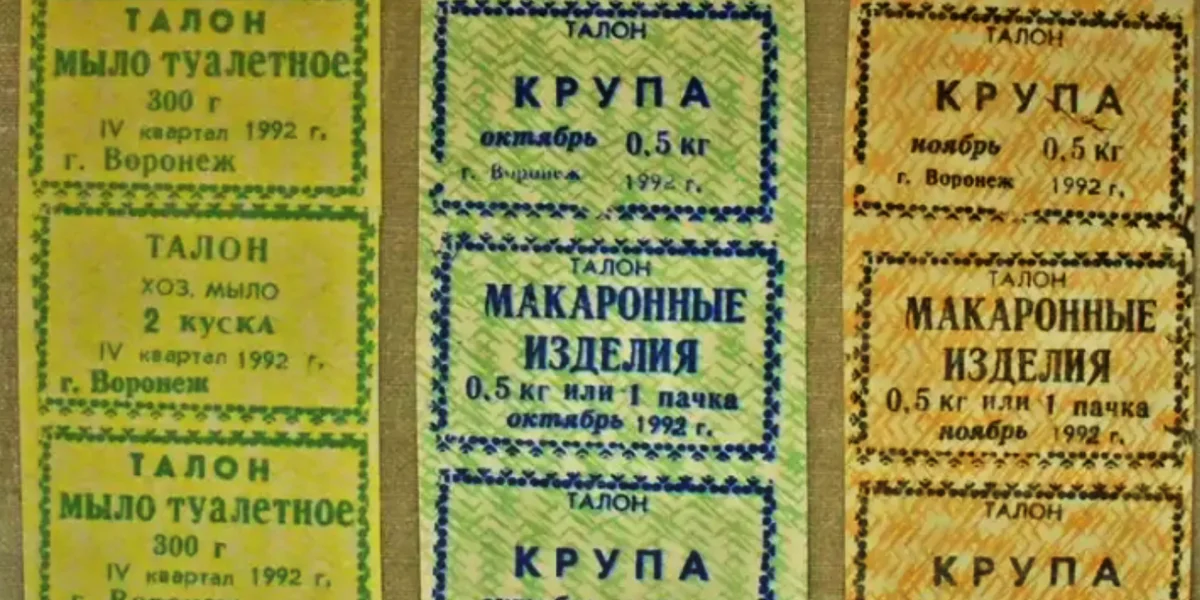 ТАЛОН
МЫЛО ТУАЛЕТНОЕ
300 г
IV квартал 1992 г.
г. Воронеж
ТАЛОН
ХОЗ. МЫЛО
2 куска
IV квартал 1992 г.
г. Воронеж
ТАЛОН
МЫЛО ТУАЛЕТНОЕ
300 г
IV квартал 1992 г.
г. Воронеж
ТАЛОН
КРУПА
октябрь 0.5 кг
г. Воронеж 1992 г.
ТАЛОН
МАКАРОННЫЕ
ИЗДЕЛИЯ
0.5 кг или 1 пачка
октябрь 1992 г.
ТАЛОН
КРУПА
ТАЛОН
КРУПА
ноябрь 0.5 кг
г. Воронеж 1992 г.
ТАЛОН
МАКАРОННЫЕ
ИЗДЕЛИЯ
0.5 кг или 1 пачка
ноябрь 1992 г.
ТАЛОН
КРУПА